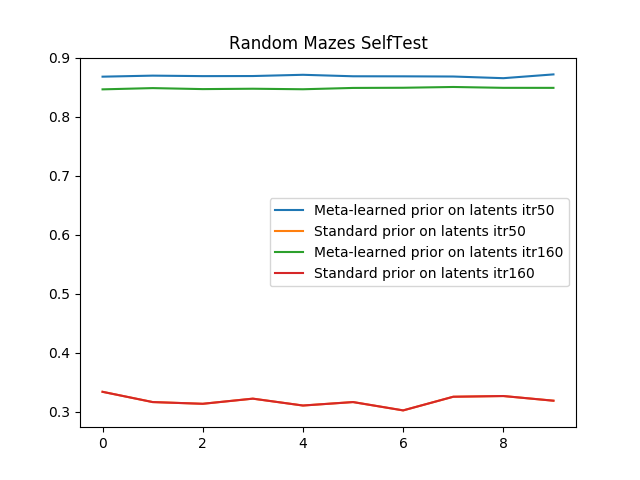 Random Mazes SelfTest
0.9
0.8
0.7
0.6
0.5
0.4
0.3
Meta-learned prior on latents itr50
Standard prior on latents itr50
Meta-learned prior on latents itr160
Standard prior on latents itr160
0 2 4 6 8